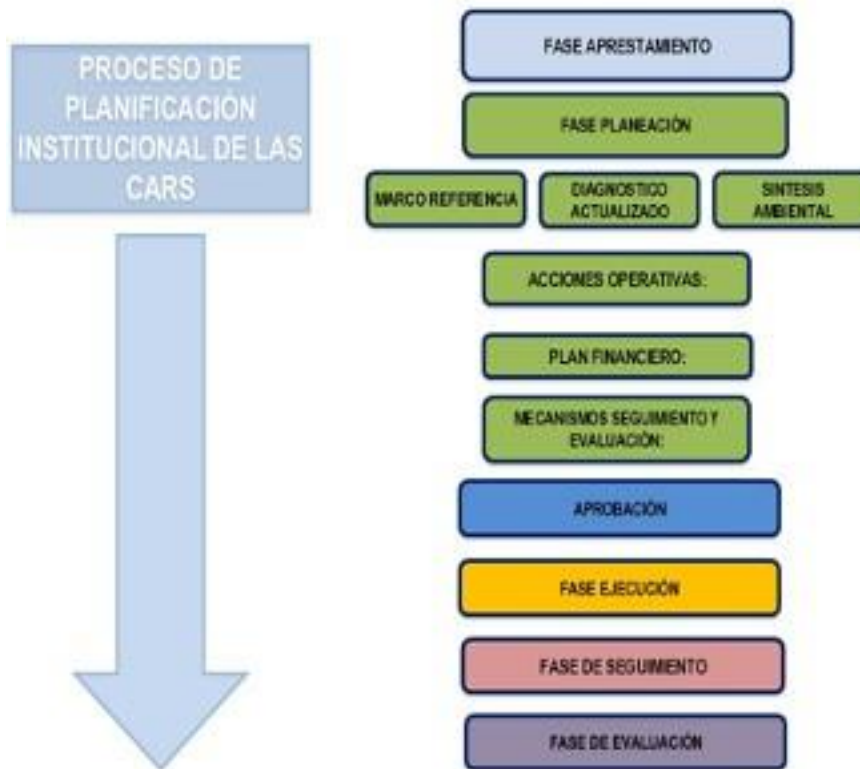 PROCESO DE
PLANIFICACIÓN
INSTITUCIONAL DE LAS
CARS
FASE APRESTAMIENTO
FASE PLANEACIÓN
MARCO REFERENCIA
DIAGNOSTICO
ACTUALIZADO
SINTESIS
AMBIENTAL
ACCIONES OPERATIVAS:
PLAN FINANCIERO:
MECANISMOS SEGUIMIENTO Y
EVALUACIÓN:
APROBACIÓN
FASE EJECUCIÓN
FASE DE SEGUIMIENTO
FASE DE EVALUACIÓN